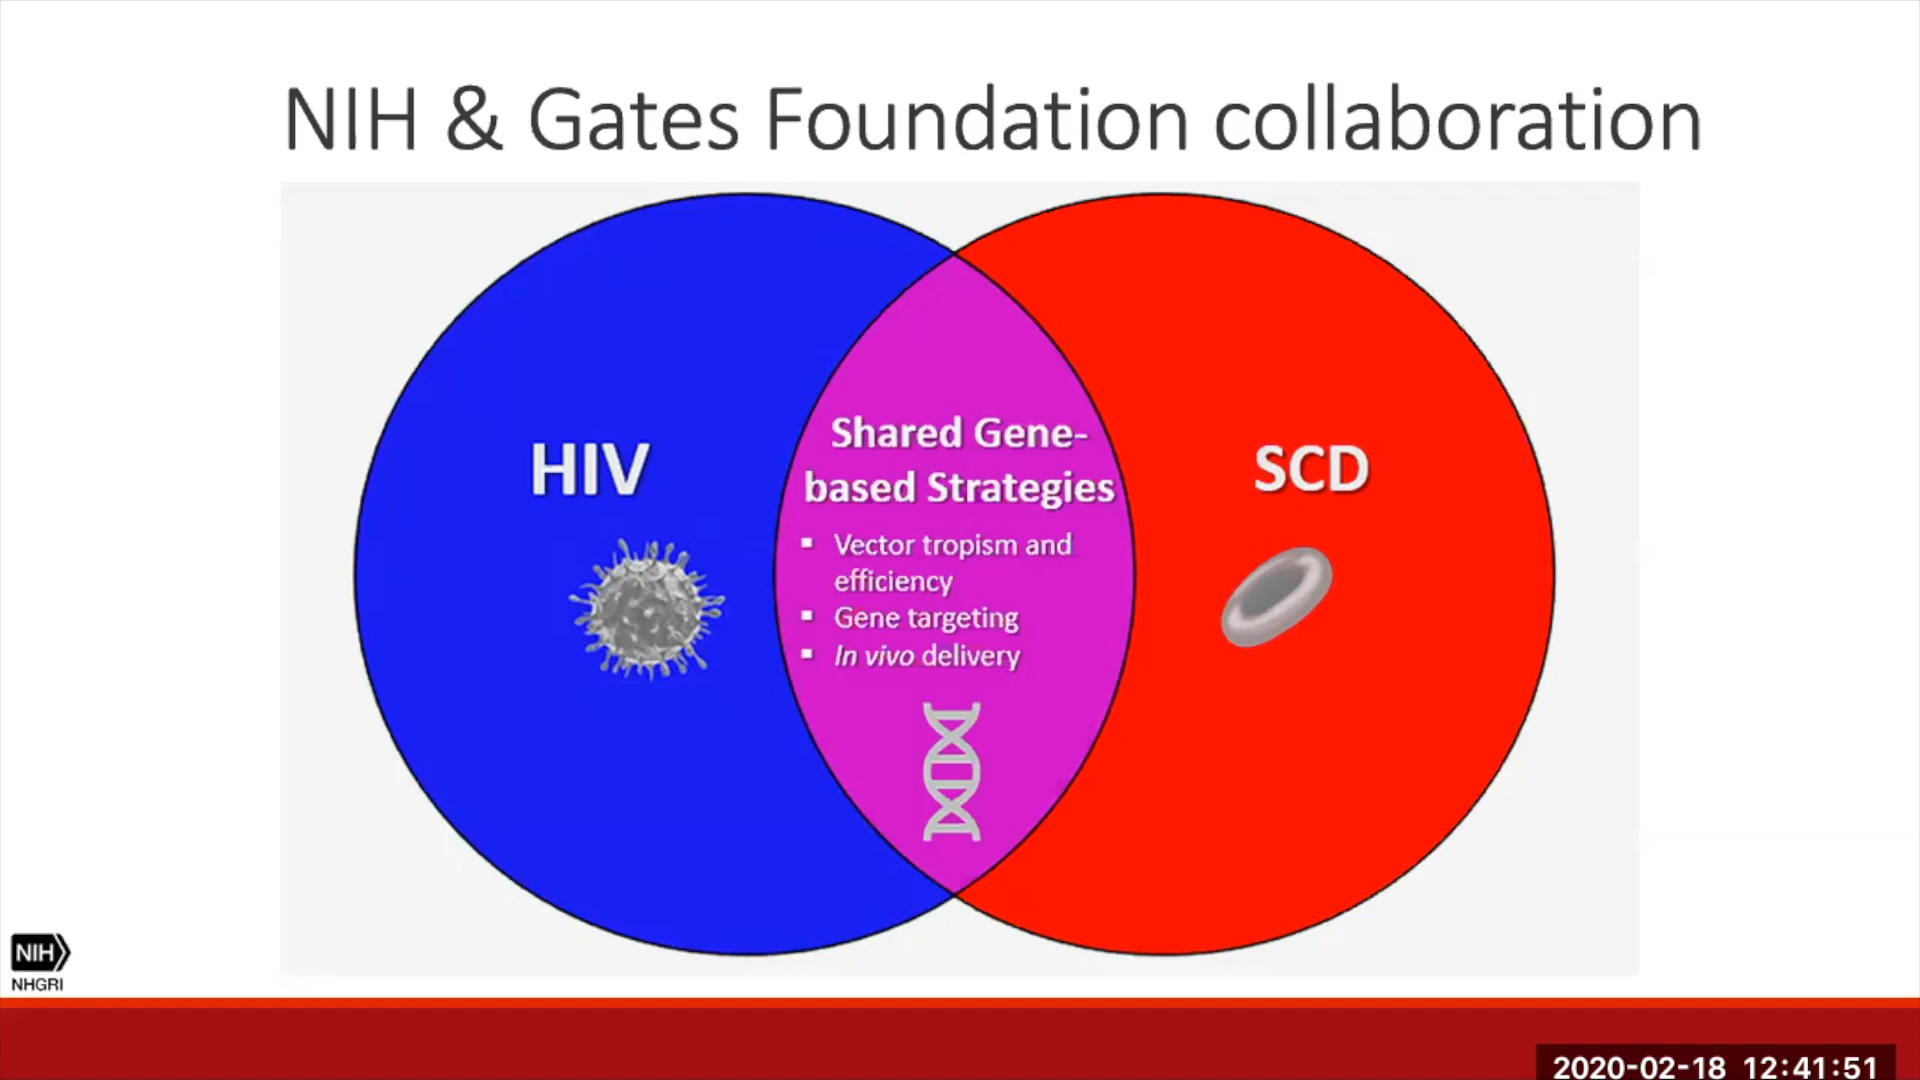 NIH & Gates Foundation collaboration
HIV
Shared Gene-
based Strategies
▪ Vector tropism and
efficiency
▪ Gene targeting
▪ In vivo delivery
SCD
NIH
NHGRI
2020-02-18 12:41:51